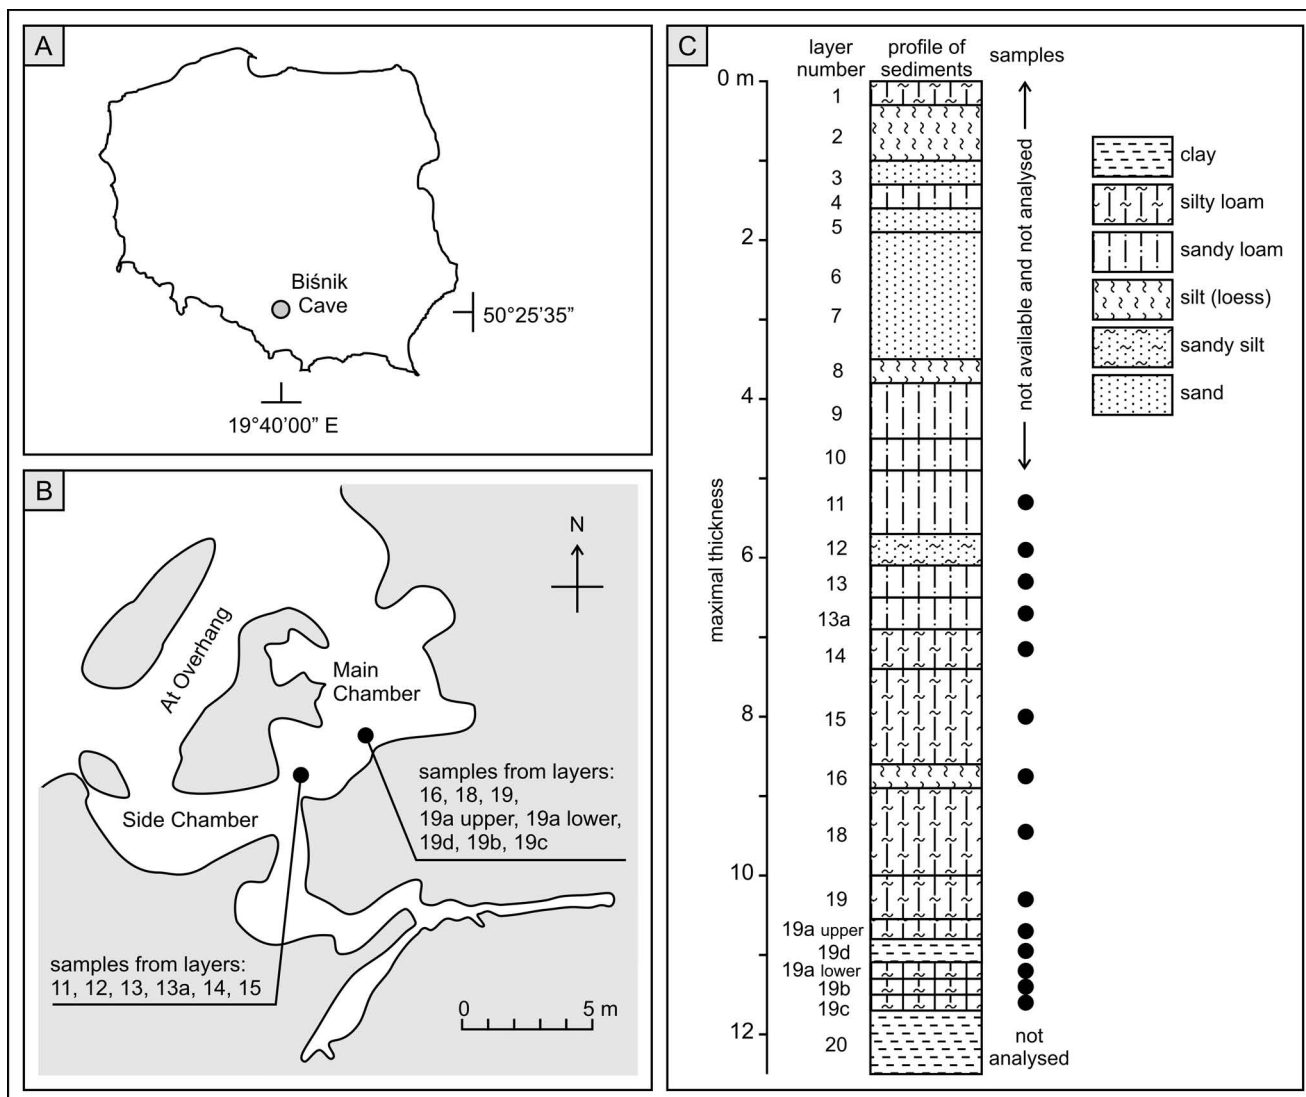 A
Biśnik
Cave
50°25'35”
19°40'00” E
B
N
At Overhang
Main
Chamber
samples from layers:
16, 18, 19,
19a upper, 19a lower,
19d, 19b, 19c
Side Chamber
samples from layers:
11, 12, 13, 13a, 14, 15
0 5 m
C
layer
number
profile of
sediments
samples
0 m
2
4
6
8
10
12
maximal thickness
1
2
3
4
5
6
7
8
9
10
11
12
13
13a
14
15
16
18
19
19a upper
19d
19a lower
19b
19c
20
not available and not analysed
not
analysed
clay
silty loam
sandy loam
silt (loess)
sandy silt
sand